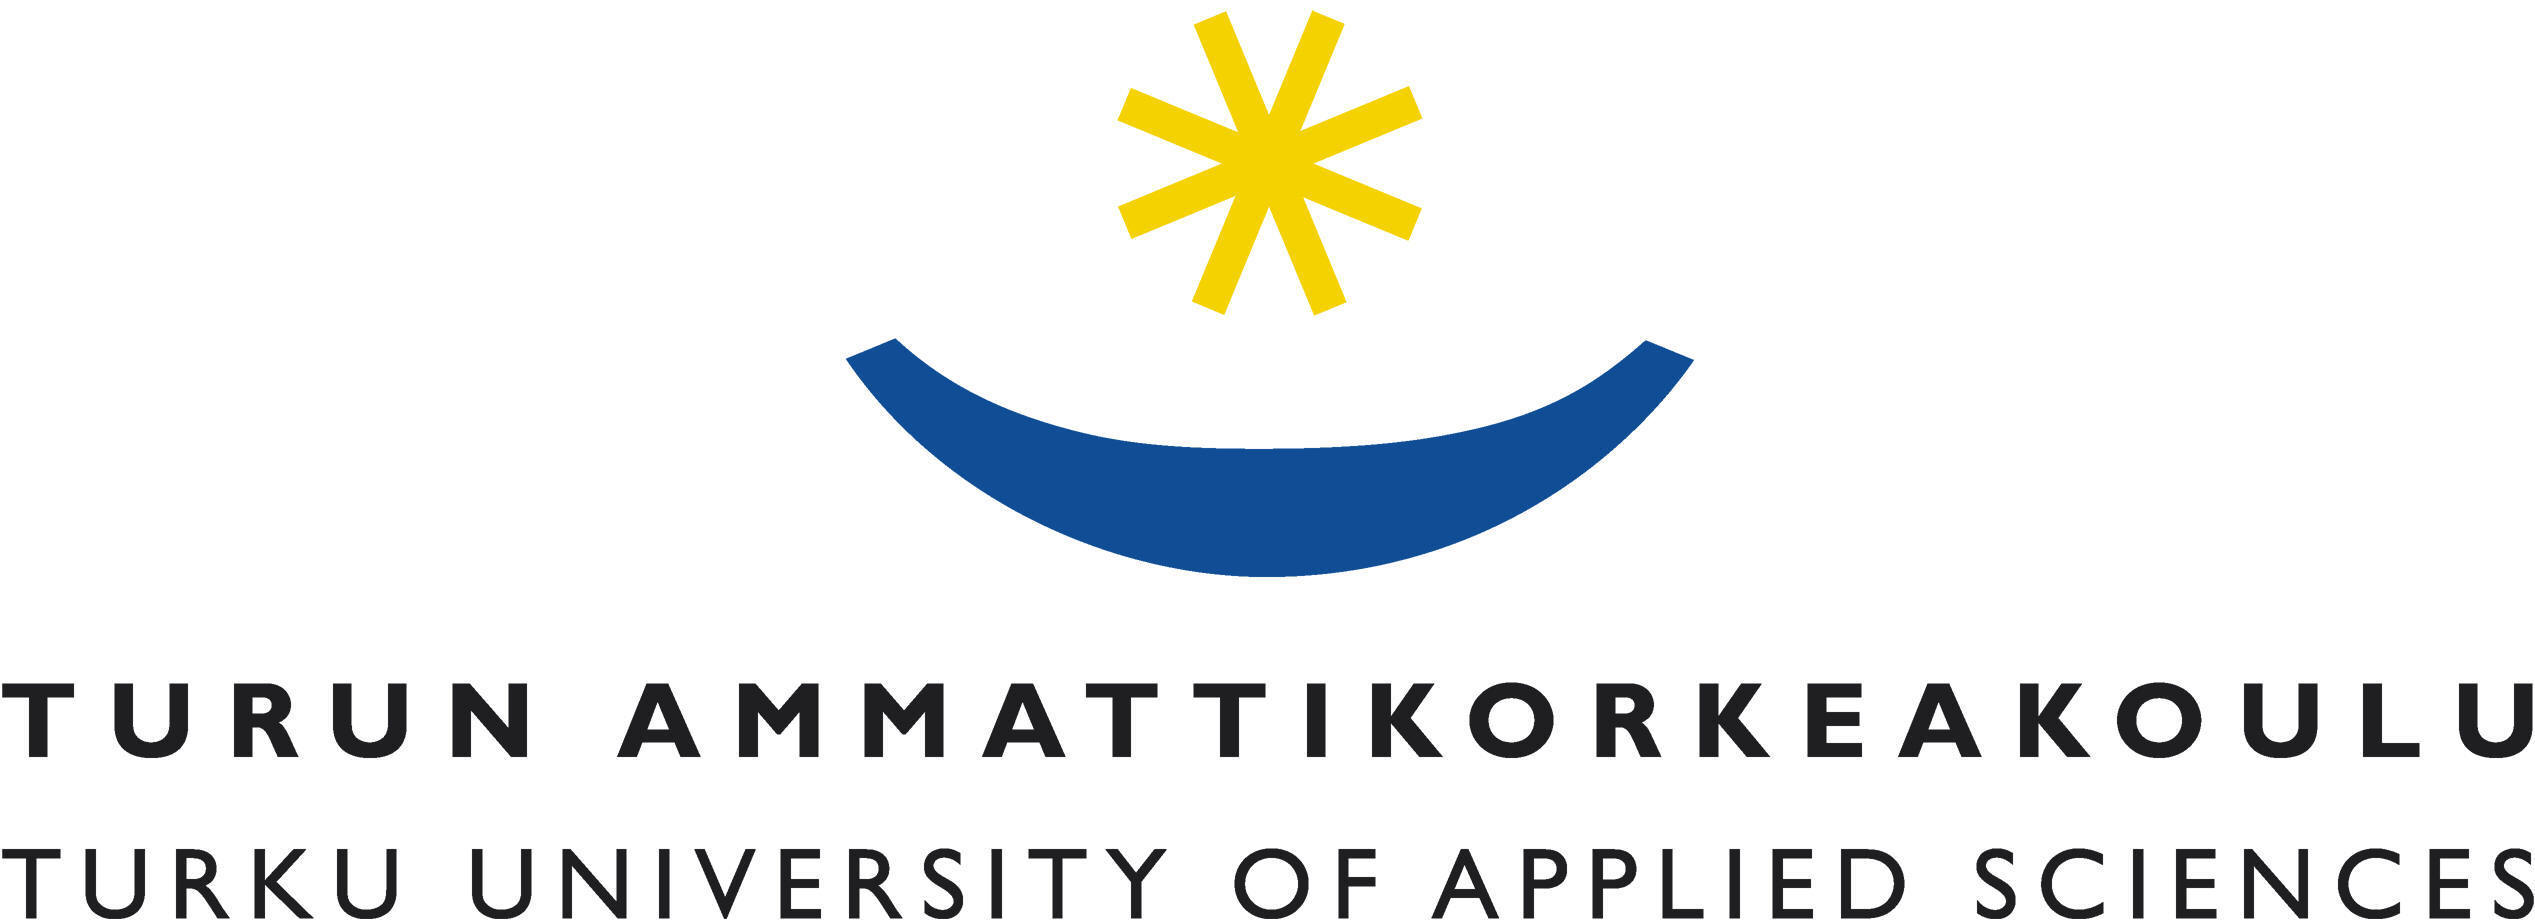 TURUN AMMATTIKORKEAKOULU
TURKU UNIVERSITY OF APPLIED SCIENCES